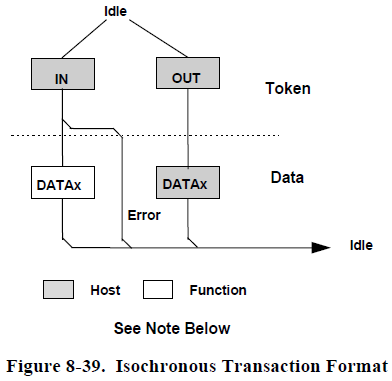 Idle
IN
OUT
Token
DATAx
DATAx
Data
Error
Idle
Host
Function
See Note Below
Figure 8-39. Isochronous Transaction Format